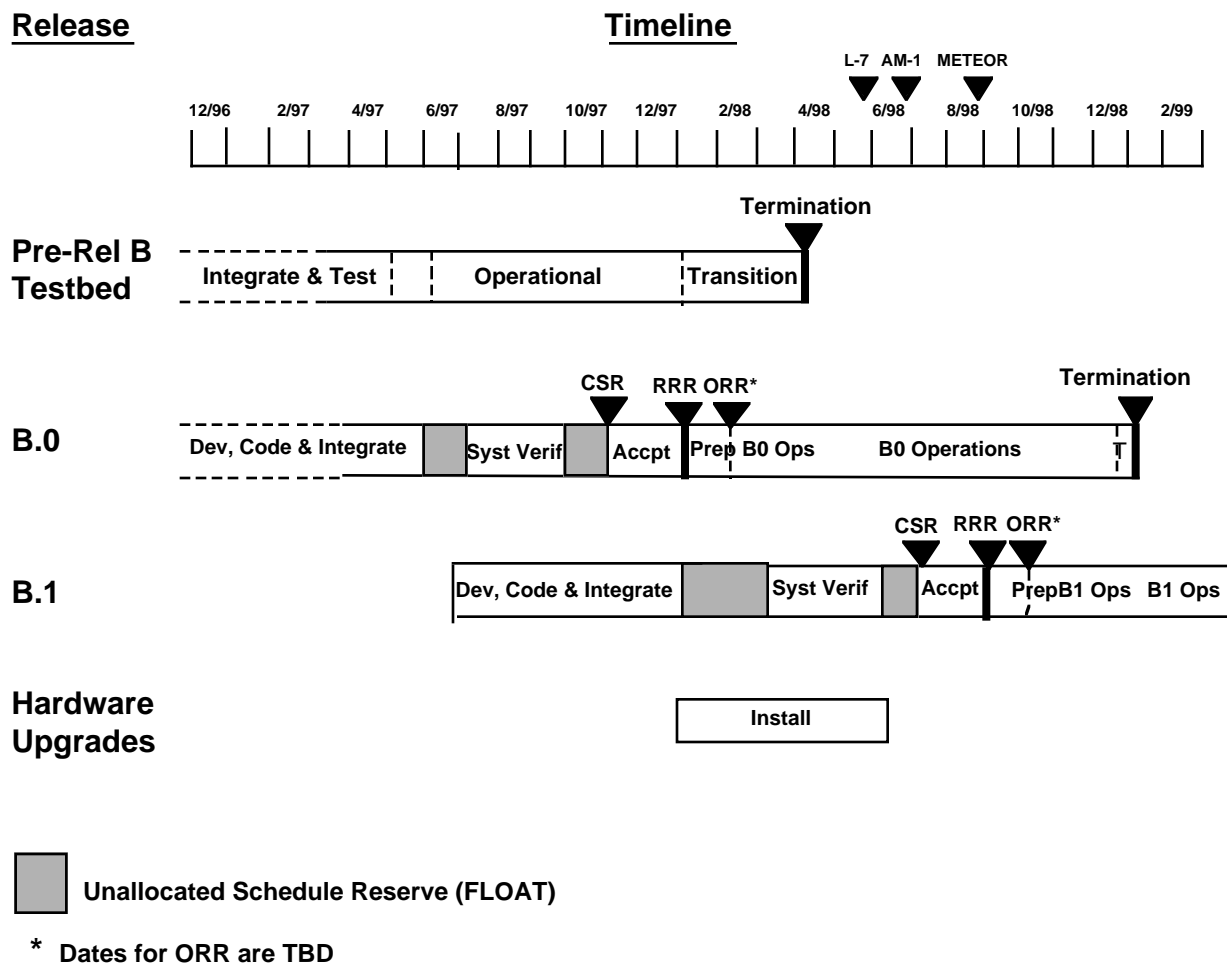 Release Timeline
L-7 AM-1 METEOR
12/96 2/97 4/97 6/97 8/97 10/97 12/97 2/98 4/98 6/98 8/98 10/98 12/98 2/99
Termination
Pre-Rel B
Testbed
Integrate & Test Operational Transition
CSR RRR ORR* Termination
B.0
Dev, Code & Integrate Syst Verif Accpt Prep B0 Ops B0 Operations T
CSR RRR ORR*
B.1
Dev, Code & Integrate Syst Verif Accpt PrepB1 Ops B1 Ops
Hardware
Upgrades
Install
Unallocated Schedule Reserve (FLOAT)
* Dates for ORR are TBD